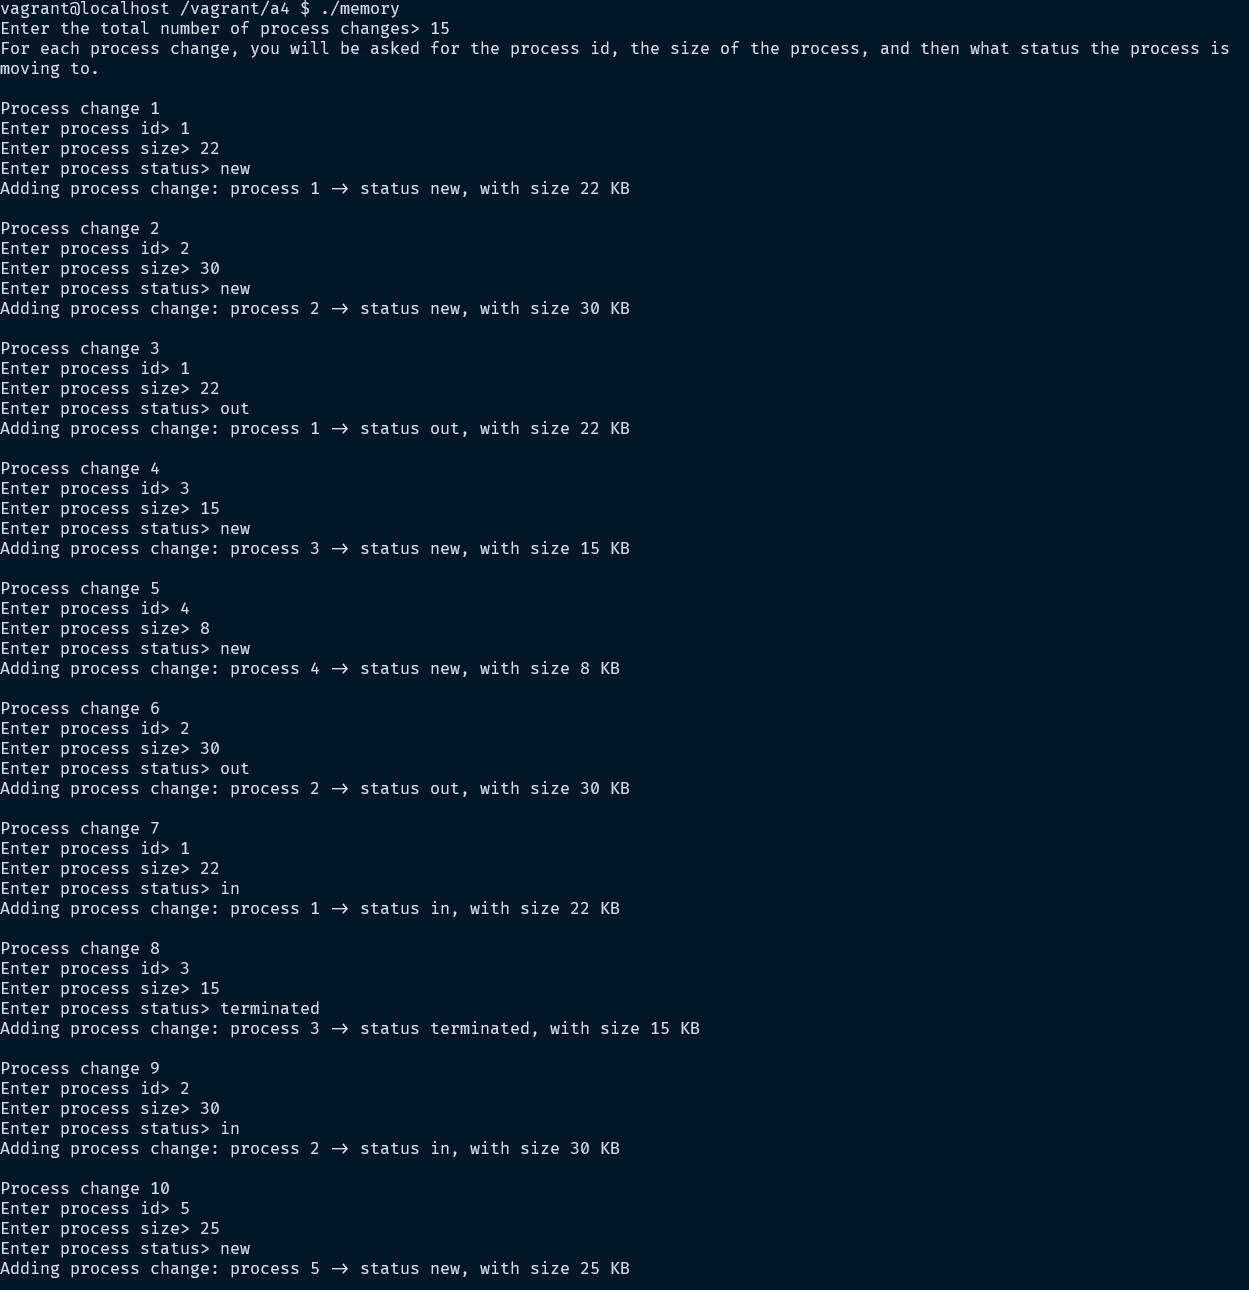 vagrant@localhost /vagrant/a4 $ ./memory
Enter the total number of process changes> 15
For each process change, you will be asked for the process id, the size of the process, and then what status the process is
moving to.

Process change 1
Enter process id> 1
Enter process size> 22
Enter process status> new
Adding process change: process 1 -> status new, with size 22 KB

Process change 2
Enter process id> 2
Enter process size> 30
Enter process status> new
Adding process change: process 2 -> status new, with size 30 KB

Process change 3
Enter process id> 1
Enter process size> 22
Enter process status> out
Adding process change: process 1 -> status out, with size 22 KB

Process change 4
Enter process id> 3
Enter process size> 15
Enter process status> new
Adding process change: process 3 -> status new, with size 15 KB

Process change 5
Enter process id> 4
Enter process size> 8
Enter process status> new
Adding process change: process 4 -> status new, with size 8 KB

Process change 6
Enter process id> 2
Enter process size> 30
Enter process status> out
Adding process change: process 2 -> status out, with size 30 KB

Process change 7
Enter process id> 1
Enter process size> 22
Enter process status> in
Adding process change: process 1 -> status in, with size 22 KB

Process change 8
Enter process id> 3
Enter process size> 15
Enter process status> terminated
Adding process change: process 3 -> status terminated, with size 15 KB

Process change 9
Enter process id> 2
Enter process size> 30
Enter process status> in
Adding process change: process 2 -> status in, with size 30 KB

Process change 10
Enter process id> 5
Enter process size> 25
Enter process status> new
Adding process change: process 5 -> status new, with size 25 KB